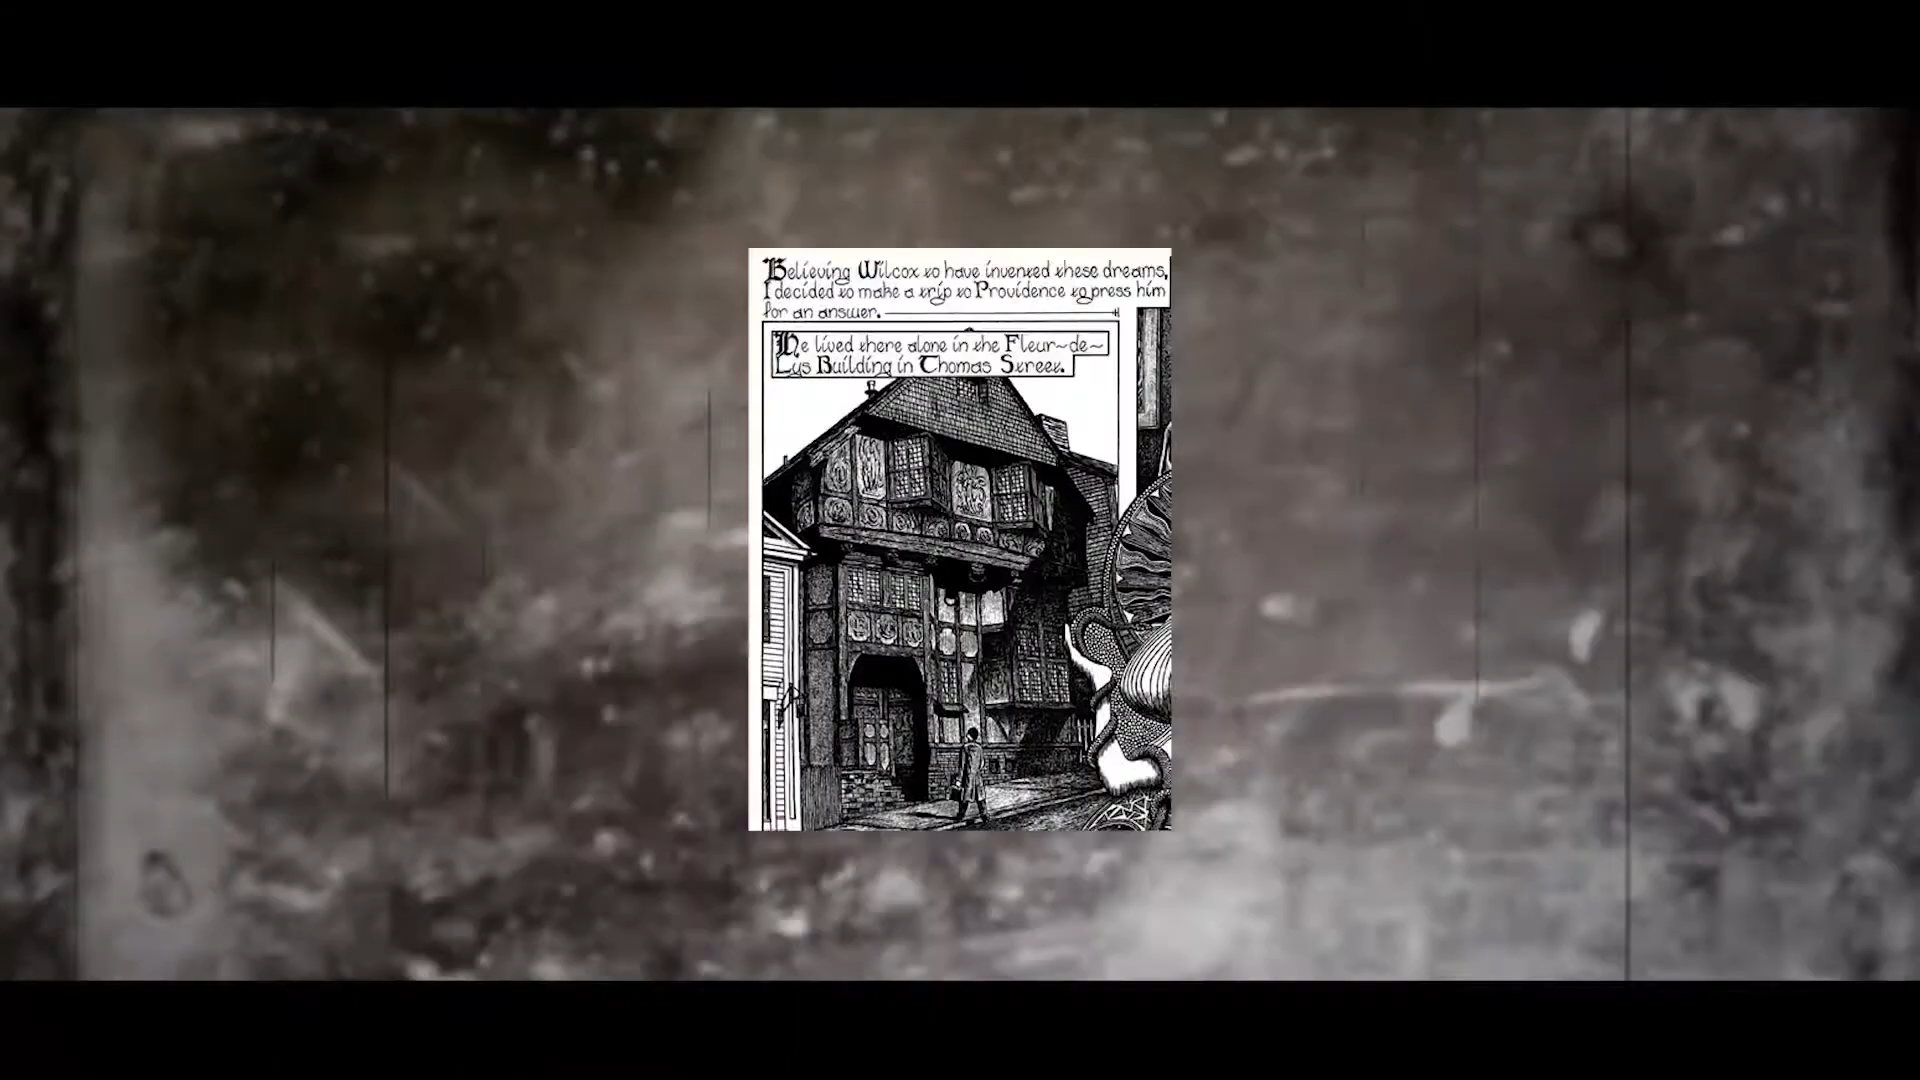 Believing Wilcox to have invented these dreams,
I decided to make a trip to Providence to press him
for an answer.
He lived there alone in the Fleur-de-
Lys Building in Thomas Street.